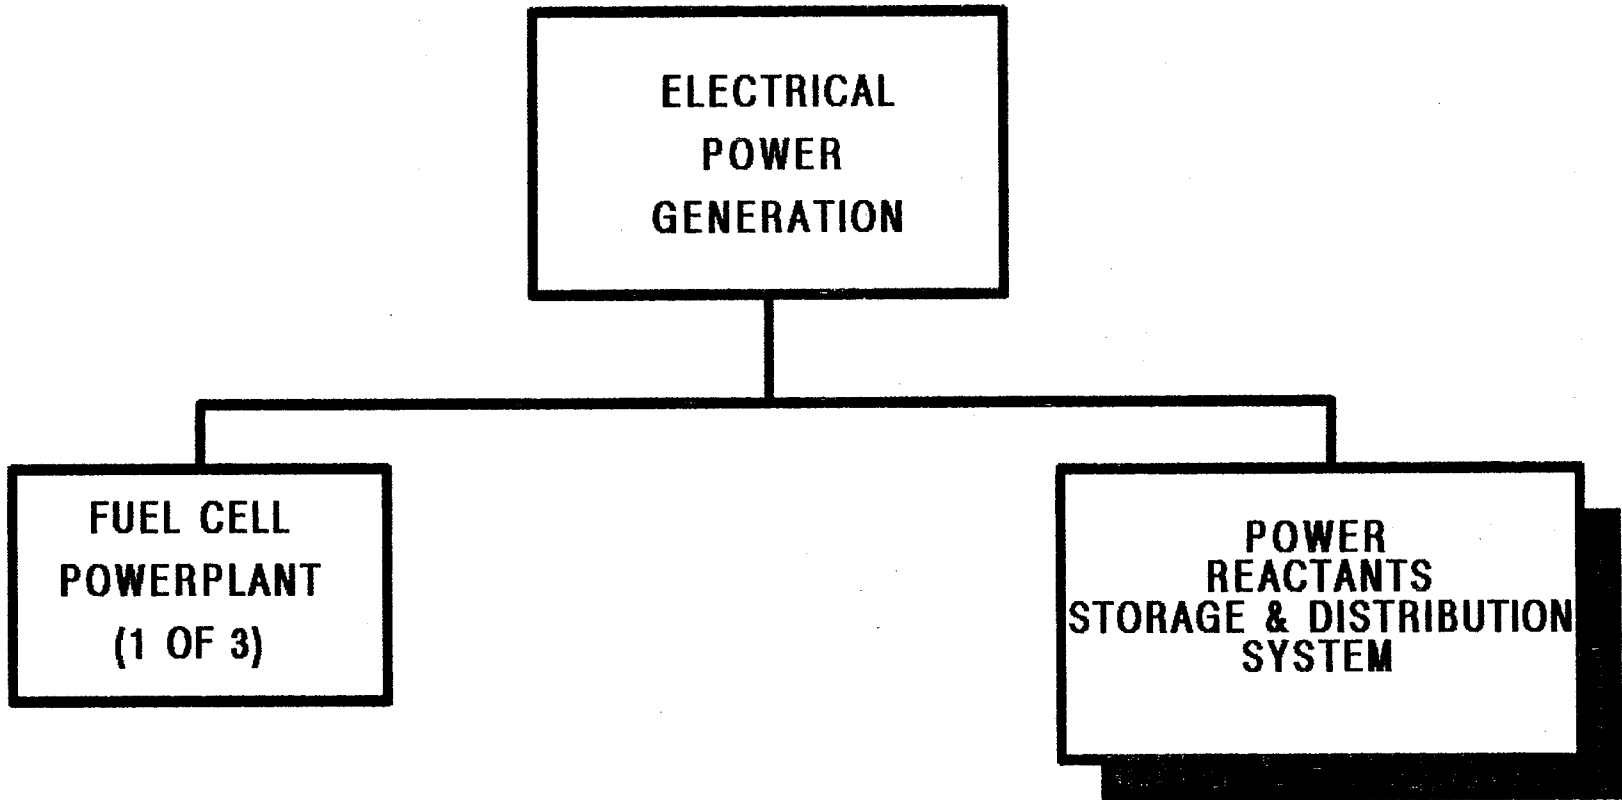 ELECTRICAL
POWER
GENERATION
FUEL CELL
POWERPLANT
(1 OF 3)
POWER
REACTANTS
STORAGE & DISTRIBUTION
SYSTEM